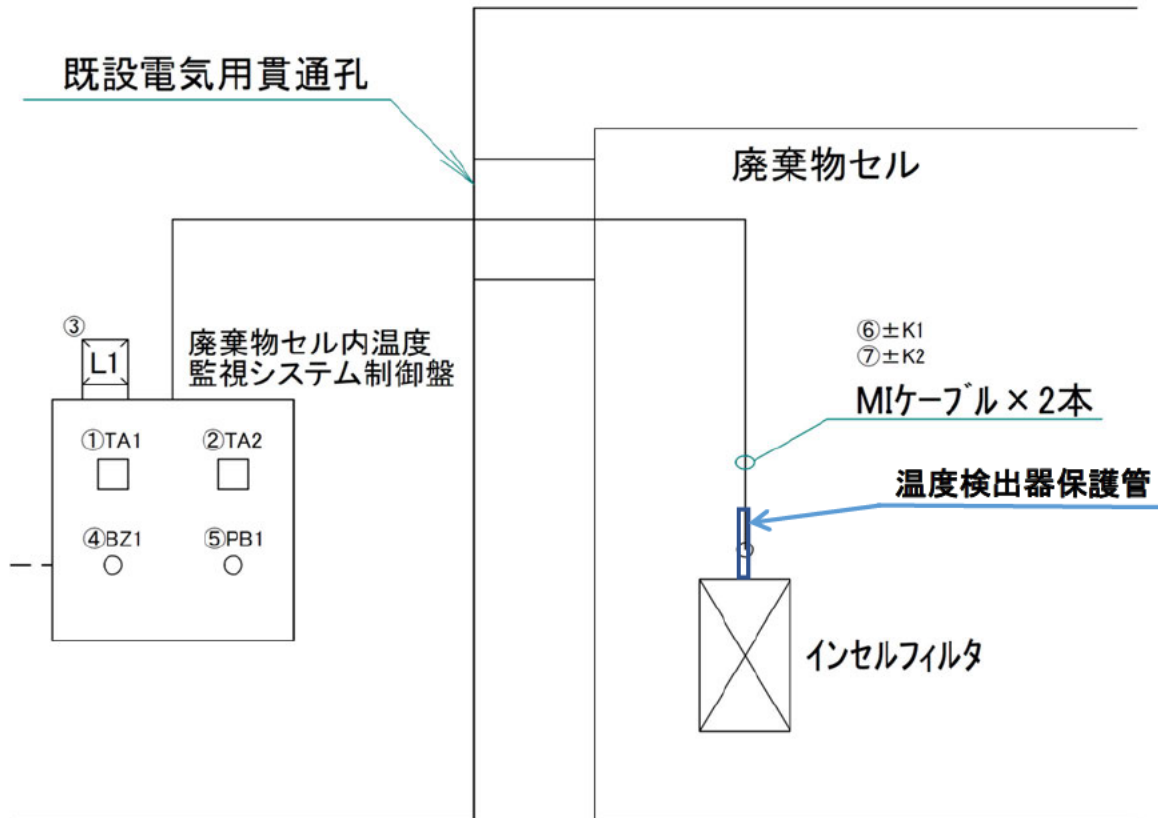 既設電気用貫通孔
廃棄物セル
③
L1
廃棄物セル内温度
監視システム制御盤
⑥±K1
⑦±K2
MIケーブル×2本
①TA1
②TA2
温度検出器保護管
④BZ1
⑤PB1
インセルフィルタ